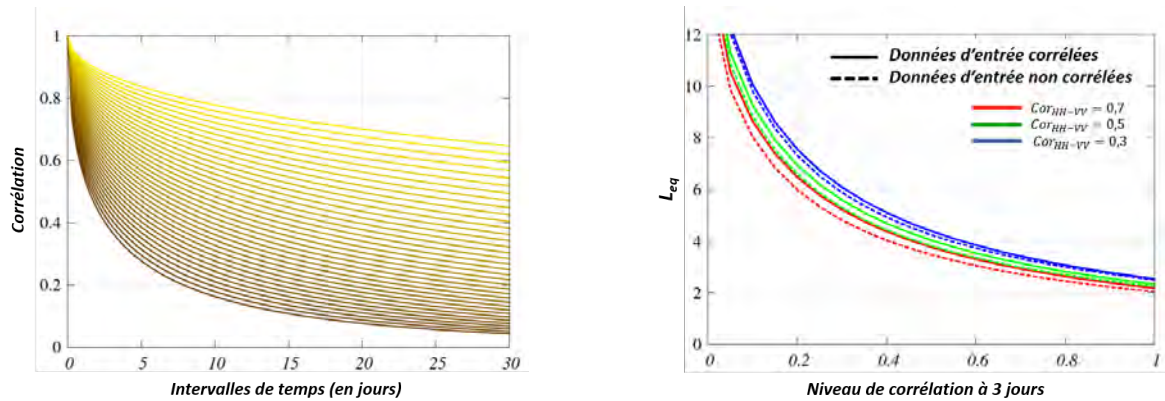 1
0.8
0.6
0.4
0.2
0
0
5
10
15
20
25
30
Corrélation
Intervalles de temps (en jours)
12
10
8
6
4
2
0
0
0.2
0.4
0.6
0.8
1
L_eq
Niveau de corrélation à 3 jours
Données d'entrée corrélées
Données d'entrée non corrélées
Cor_HH−VV = 0,7
Cor_HH−VV = 0,5
Cor_HH−VV = 0,3